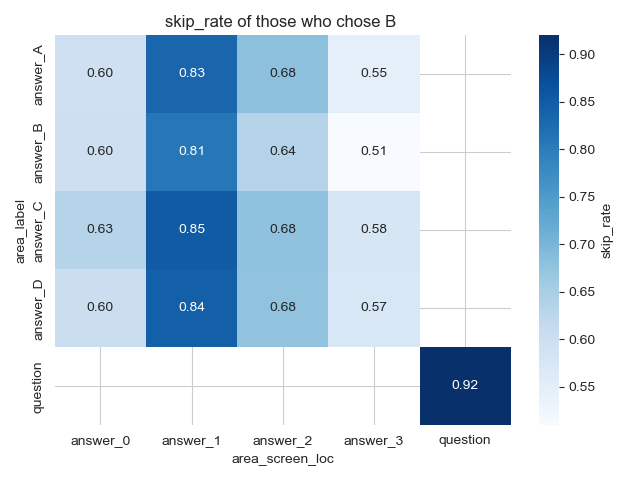 skip_rate of those who chose B
answer_A
0.60 0.83 0.68 0.55
answer_B
0.60 0.81 0.64 0.51
answer_C
0.63 0.85 0.68 0.58
answer_D
0.60 0.84 0.68 0.57
question
0.92
area_label
answer_0 answer_1 answer_2 answer_3 question
area_screen_loc
0.90
0.85
0.80
0.75
0.70
0.65
0.60
0.55
skip_rate